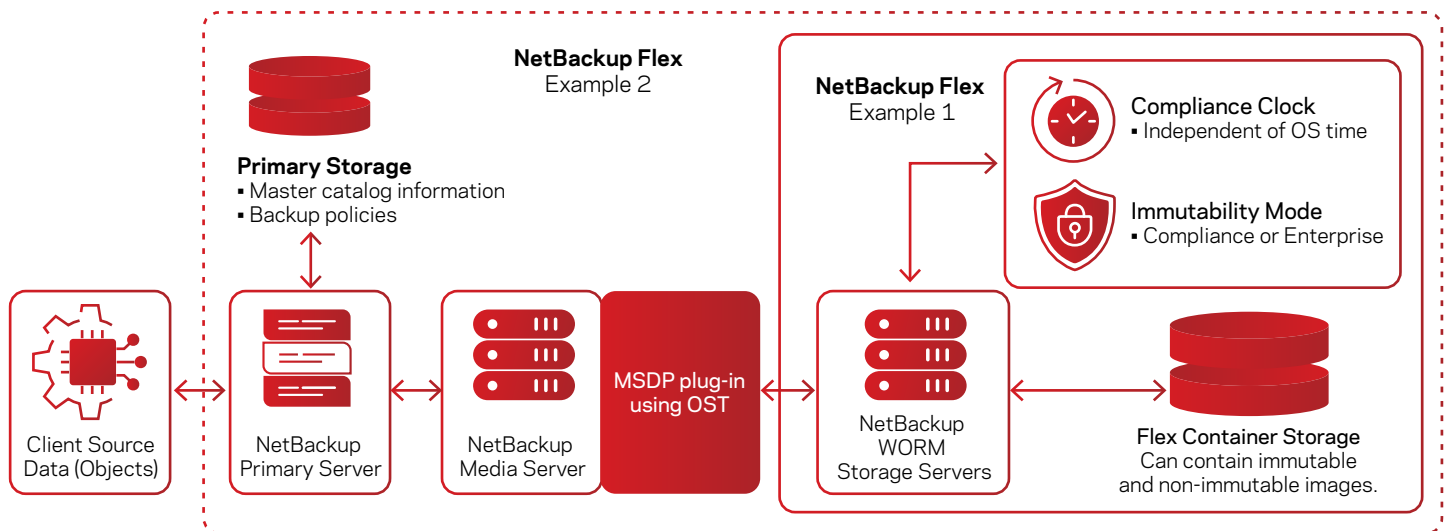 NetBackup Flex
Example 2
NetBackup Flex
Example 1
Compliance Clock
▪ Independent of OS time
Immutability Mode
▪ Compliance or Enterprise
Primary Storage
▪ Master catalog information
▪ Backup policies
Client Source
Data (Objects)
NetBackup
Primary Server
NetBackup
Media Server
MSDP plug-in
using OST
NetBackup
WORM
Storage Servers
Flex Container Storage
Can contain immutable
and non-immutable images.